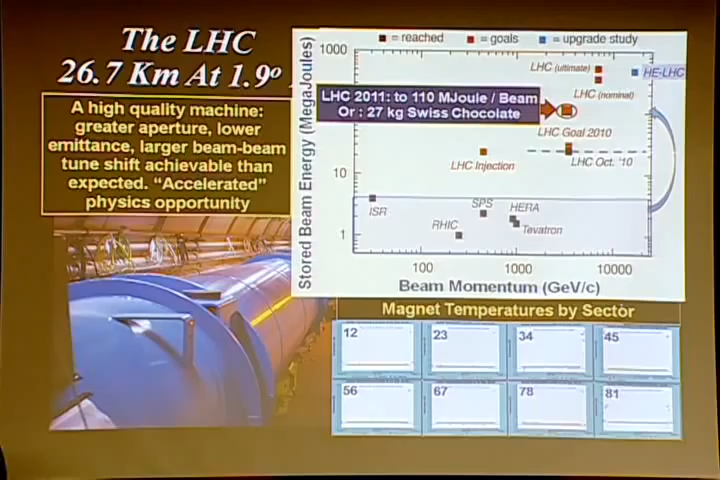 The LHC
26.7 Km At 1.9º
A high quality machine:
greater aperture, lower
emittance, larger beam-beam
tune shift achievable than
expected. “Accelerated”
physics opportunity
= reached = goals = upgrade study
Stored Beam Energy (MegaJoules)
1000
10
1
LHC (ultimate)
HE-LHC
LHC (nominal)
LHC 2011: to 110 MJoule / Beam
Or : 27 kg Swiss Chocolate
LHC Goal 2010
LHC Injection
LHC Oct. '10
ISR
SPS
HERA
RHIC
Tevatron
100 1000 10000
Beam Momentum (GeV/c)
Magnet Temperatures by Sector
12 23 34 45
56 67 78 81